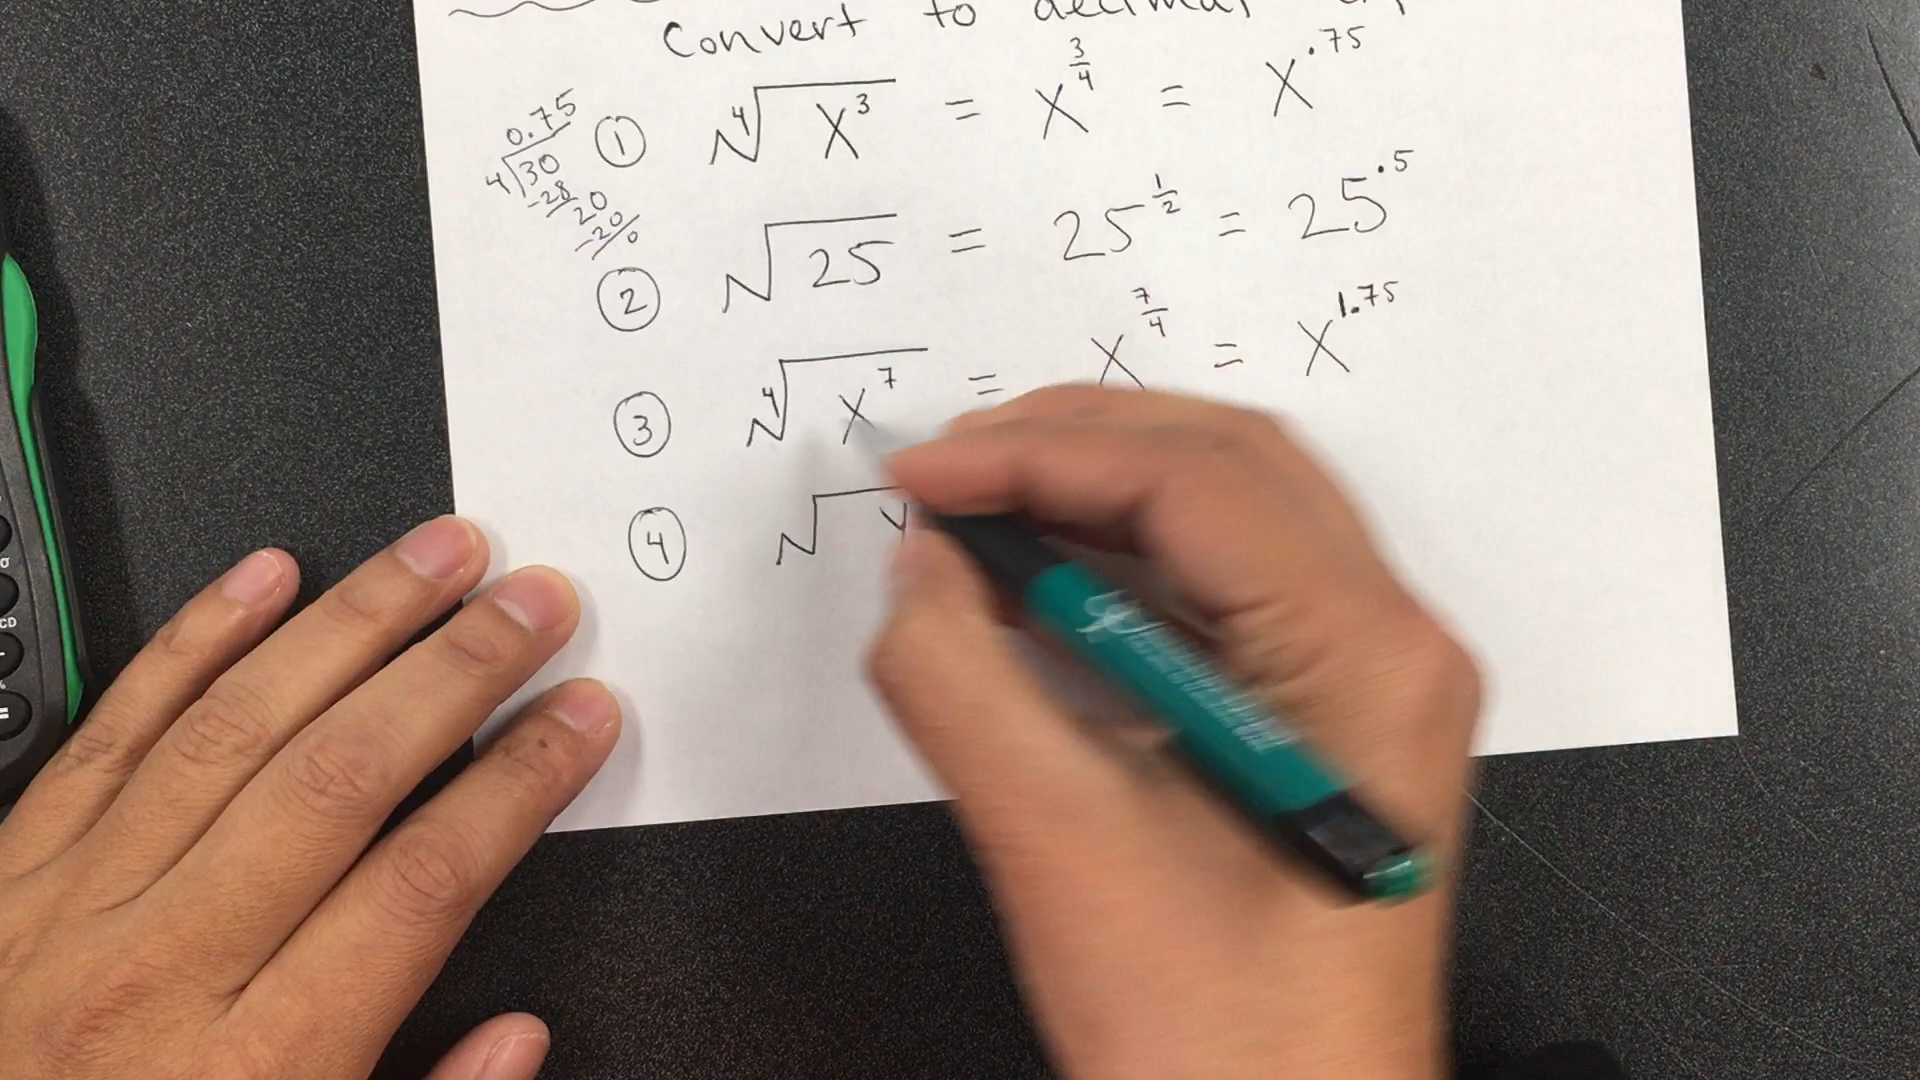 Convert to decimal
① ⁴√x³ = x^(3/4) = x^.75
0.75
4)30
-28
20
-20
0
② √25 = 25^(1/2) = 25^.5
③ ⁴√x⁷ = x^(7/4) = x^1.75
④ √
CD